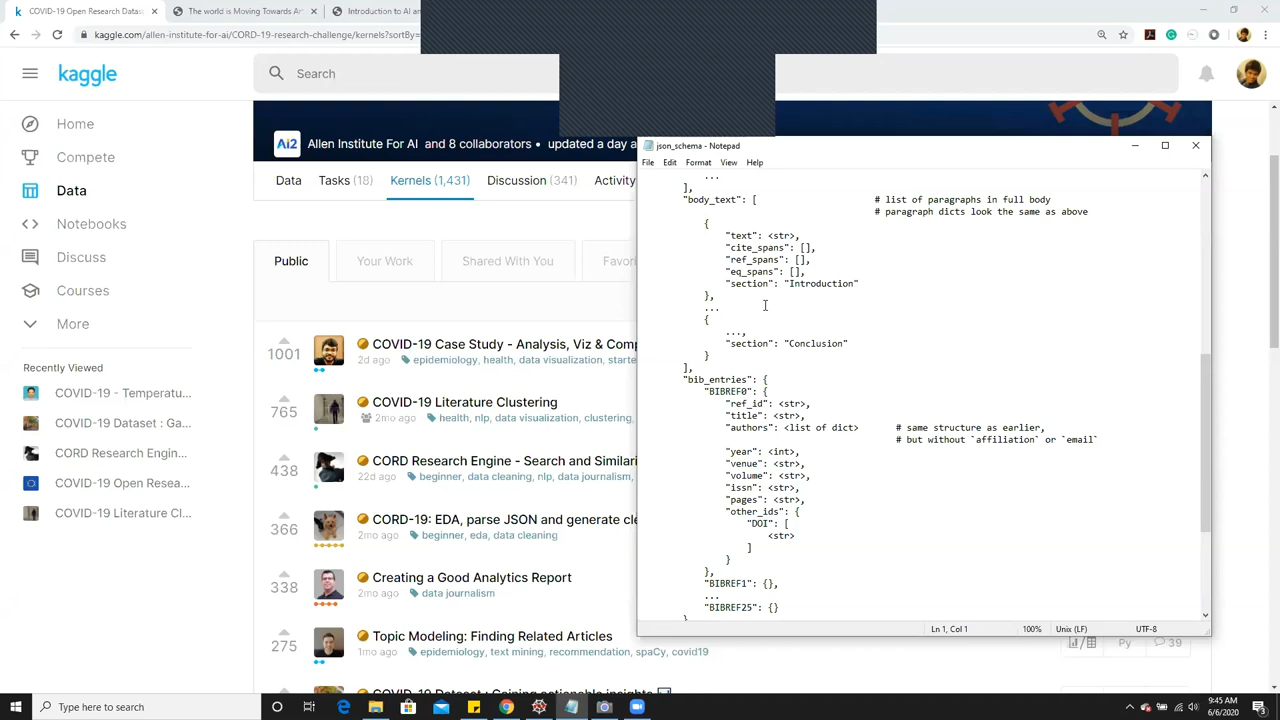 COVID-19 Open Research Datas
The world is Moving Towards Art
Introduction to AI and
kaggle.com/allen-institute-for-ai/CORD-19-research-challenge/kernels?sortBy=
kaggle
Search
Home
Compete
Data
Notebooks
Discuss
Courses
More
Recently Viewed
COVID-19 - Temperatu...
COVID-19 Dataset : Ga...
CORD Research Engin...
COVID-19 Open Resea...
COVID-19 Literature Cl...
Ai2
Allen Institute For AI and 8 collaborators • updated a day a
Data
Tasks (18)
Kernels (1,431)
Discussion (341)
Activity
Public
Your Work
Shared With You
Favori
1001
COVID-19 Case Study - Analysis, Viz & Comp
2d ago
epidemiology, health, data visualization, starte
765
COVID-19 Literature Clustering
2mo ago
health, nlp, data visualization, clustering,
438
CORD Research Engine - Search and Similari
22d ago
beginner, data cleaning, nlp, data journalism,
366
CORD-19: EDA, parse JSON and generate cle
2mo ago
beginner, eda, data cleaning
338
Creating a Good Analytics Report
2mo ago
data journalism
275
Topic Modeling: Finding Related Articles
1mo ago
epidemiology, text mining, recommendation, spaCy, covid19
Py
39
COVID-19 Dataset : Gaining actionable insights
json_schema - Notepad
File Edit Format View Help
...
],
"body_text": [ # list of paragraphs in full body
# paragraph dicts look the same as above
{
"text": <str>,
"cite_spans": [],
"ref_spans": [],
"eq_spans": [],
"section": "Introduction"
},
...
{
...,
"section": "Conclusion"
}
],
"bib_entries": {
"BIBREF0": {
"ref_id": <str>,
"title": <str>,
"authors": <list of dict> # same structure as earlier,
# but without `affiliation` or `email`
"year": <int>,
"venue": <str>,
"volume": <str>,
"issn": <str>,
"pages": <str>,
"other_ids": {
"DOI": [
<str>
]
}
},
"BIBREF1": {},
...
"BIBREF25": {}
}
Ln 1, Col 1
100%
Unix (LF)
UTF-8
Type here to search
9:45 AM
6/6/2020
3